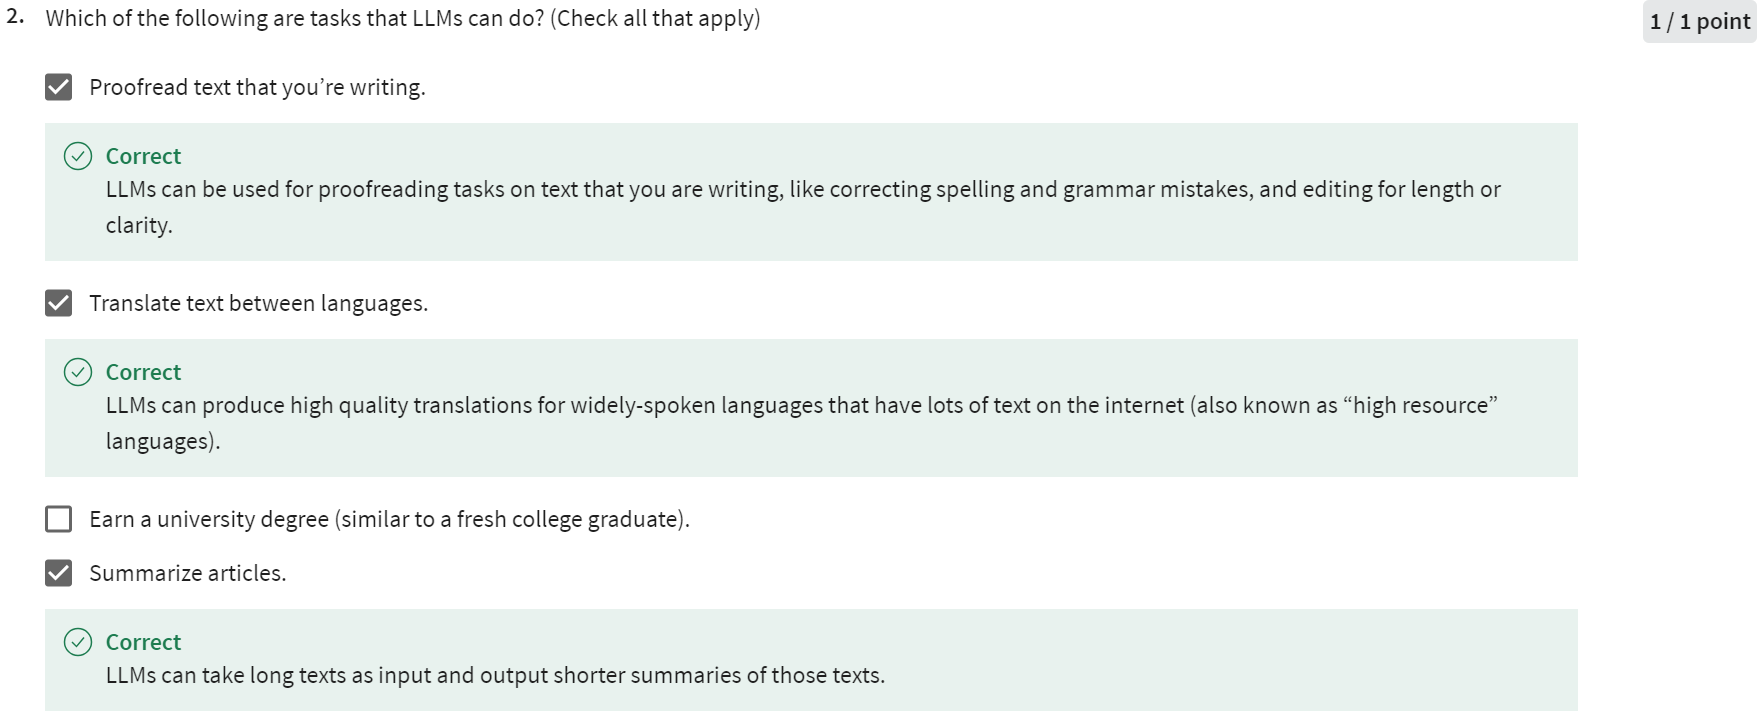 2. Which of the following are tasks that LLMs can do? (Check all that apply)
1 / 1 point
Proofread text that you’re writing.
Correct
LLMs can be used for proofreading tasks on text that you are writing, like correcting spelling and grammar mistakes, and editing for length or
clarity.
Translate text between languages.
Correct
LLMs can produce high quality translations for widely-spoken languages that have lots of text on the internet (also known as “high resource”
languages).
Earn a university degree (similar to a fresh college graduate).
Summarize articles.
Correct
LLMs can take long texts as input and output shorter summaries of those texts.